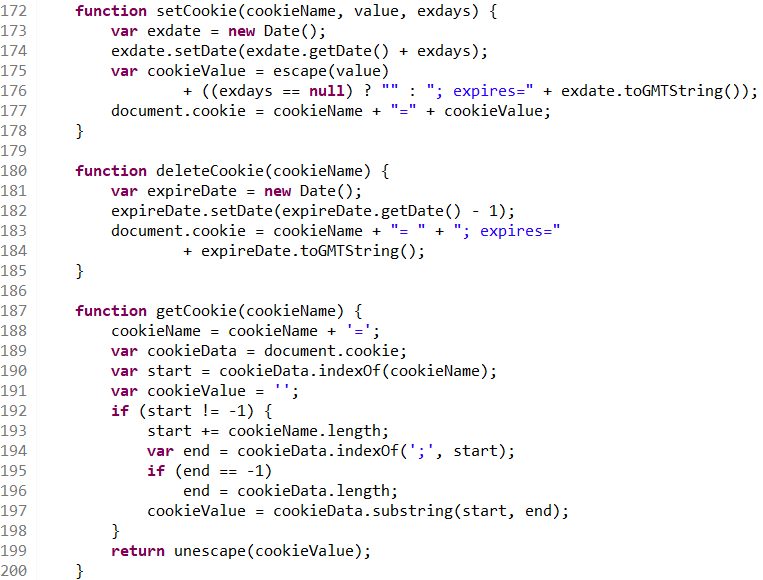 172 function setCookie(cookieName, value, exdays) {
173 var exdate = new Date();
174 exdate.setDate(exdate.getDate() + exdays);
175 var cookieValue = escape(value)
176 + ((exdays == null) ? "" : "; expires=" + exdate.toGMTString());
177 document.cookie = cookieName + "=" + cookieValue;
178 }
179
180 function deleteCookie(cookieName) {
181 var expireDate = new Date();
182 expireDate.setDate(expireDate.getDate() - 1);
183 document.cookie = cookieName + "= " + "; expires="
184 + expireDate.toGMTString();
185 }
186
187 function getCookie(cookieName) {
188 cookieName = cookieName + '=';
189 var cookieData = document.cookie;
190 var start = cookieData.indexOf(cookieName);
191 var cookieValue = '';
192 if (start != -1) {
193 start += cookieName.length;
194 var end = cookieData.indexOf(';', start);
195 if (end == -1)
196 end = cookieData.length;
197 cookieValue = cookieData.substring(start, end);
198 }
199 return unescape(cookieValue);
200 }